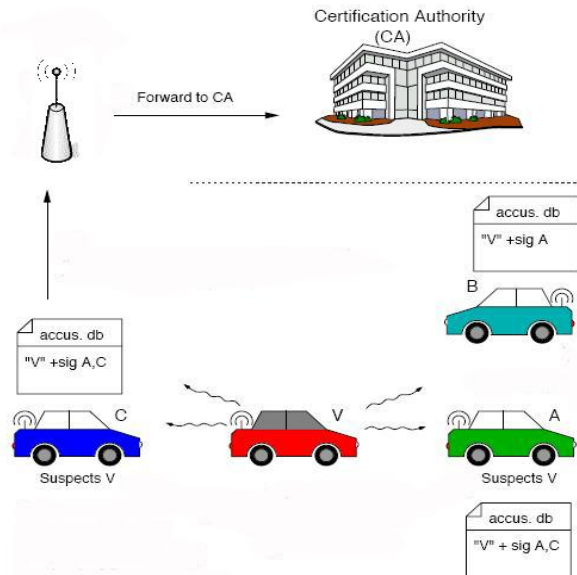 Certification Authority
(CA)
Forward to CA
accus. db
"V" +sig A
B
accus. db
"V" +sig A,C
C
V
A
Suspects V
Suspects V
accus. db
"V" + sig A,C